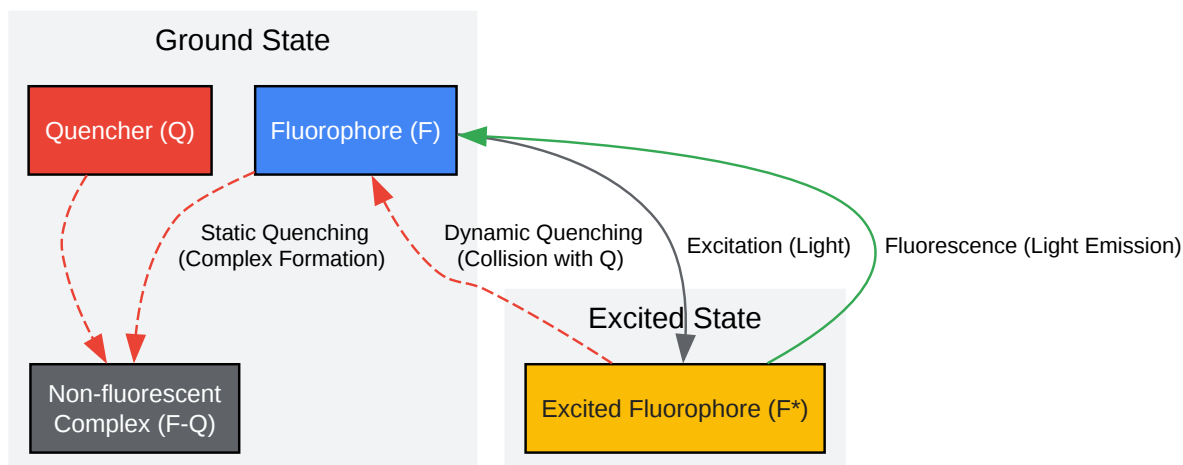 Ground State
Quencher (Q)
Fluorophore (F)
Static Quenching
(Complex Formation)
Dynamic Quenching
(Collision with Q)
Excitation (Light)
Fluorescence (Light Emission)
Excited State
Non-fluorescent
Complex (F-Q)
Excited Fluorophore (F*)